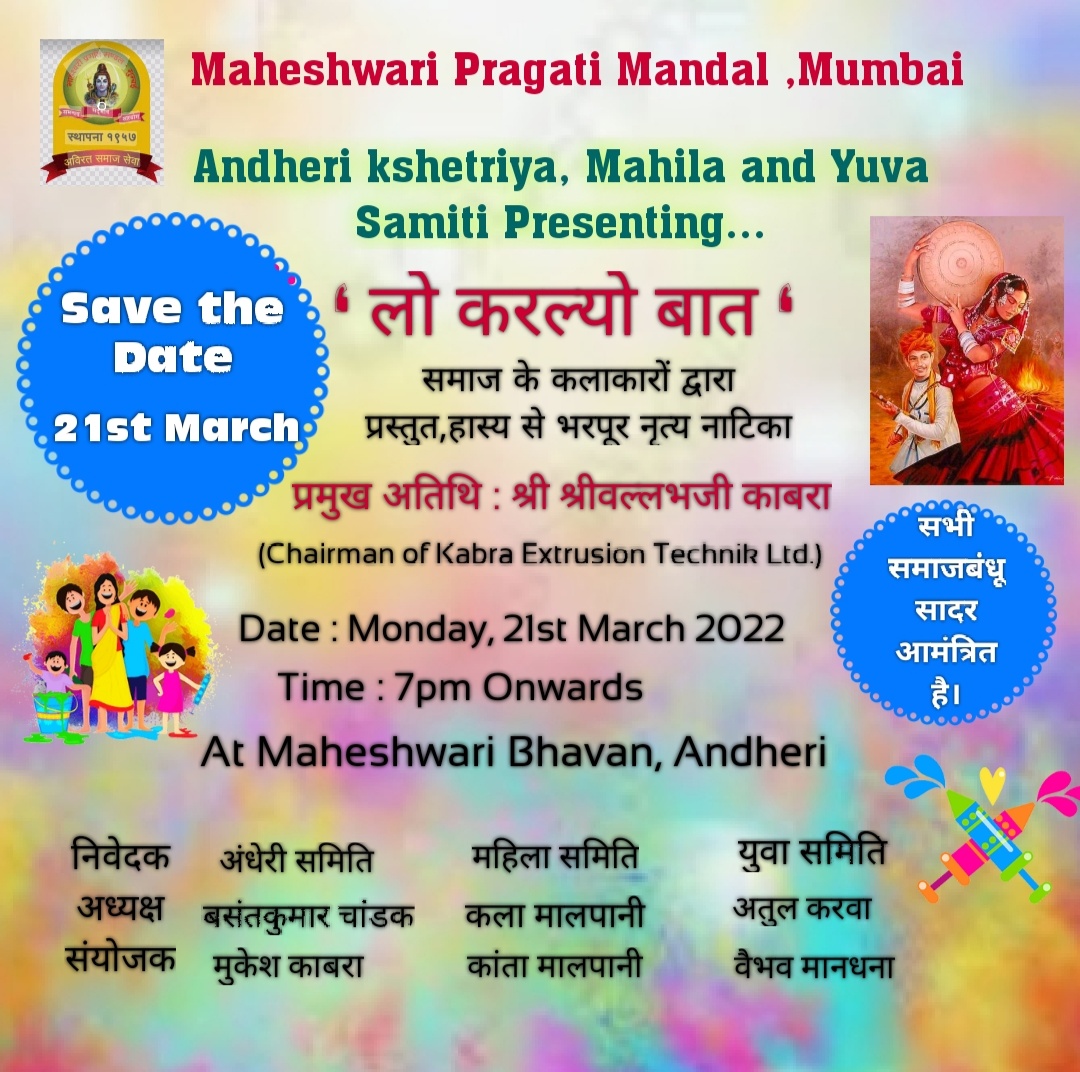 Maheshwari Pragati Mandal ,Mumbai
स्थापना १९५७
अविरत समाज सेवा
Andheri kshetriya, Mahila and Yuva
Samiti Presenting...
Save the
Date
21st March
‘ लो करल्यो बात ‘
समाज के कलाकारों द्वारा
प्रस्तुत,हास्य से भरपूर नृत्य नाटिका
प्रमुख अतिथि : श्री श्रीवल्लभजी काबरा
(Chairman of Kabra Extrusion Technik Ltd.)
सभी
समाजबंधू
सादर
आमंत्रित
है।
Date : Monday, 21st March 2022
Time : 7pm Onwards
At Maheshwari Bhavan, Andheri
निवेदक अंधेरी समिति महिला समिति युवा समिति
अध्यक्ष बसंतकुमार चांडक कला मालपानी अतुल करवा
संयोजक मुकेश काबरा कांता मालपानी वैभव मानधना